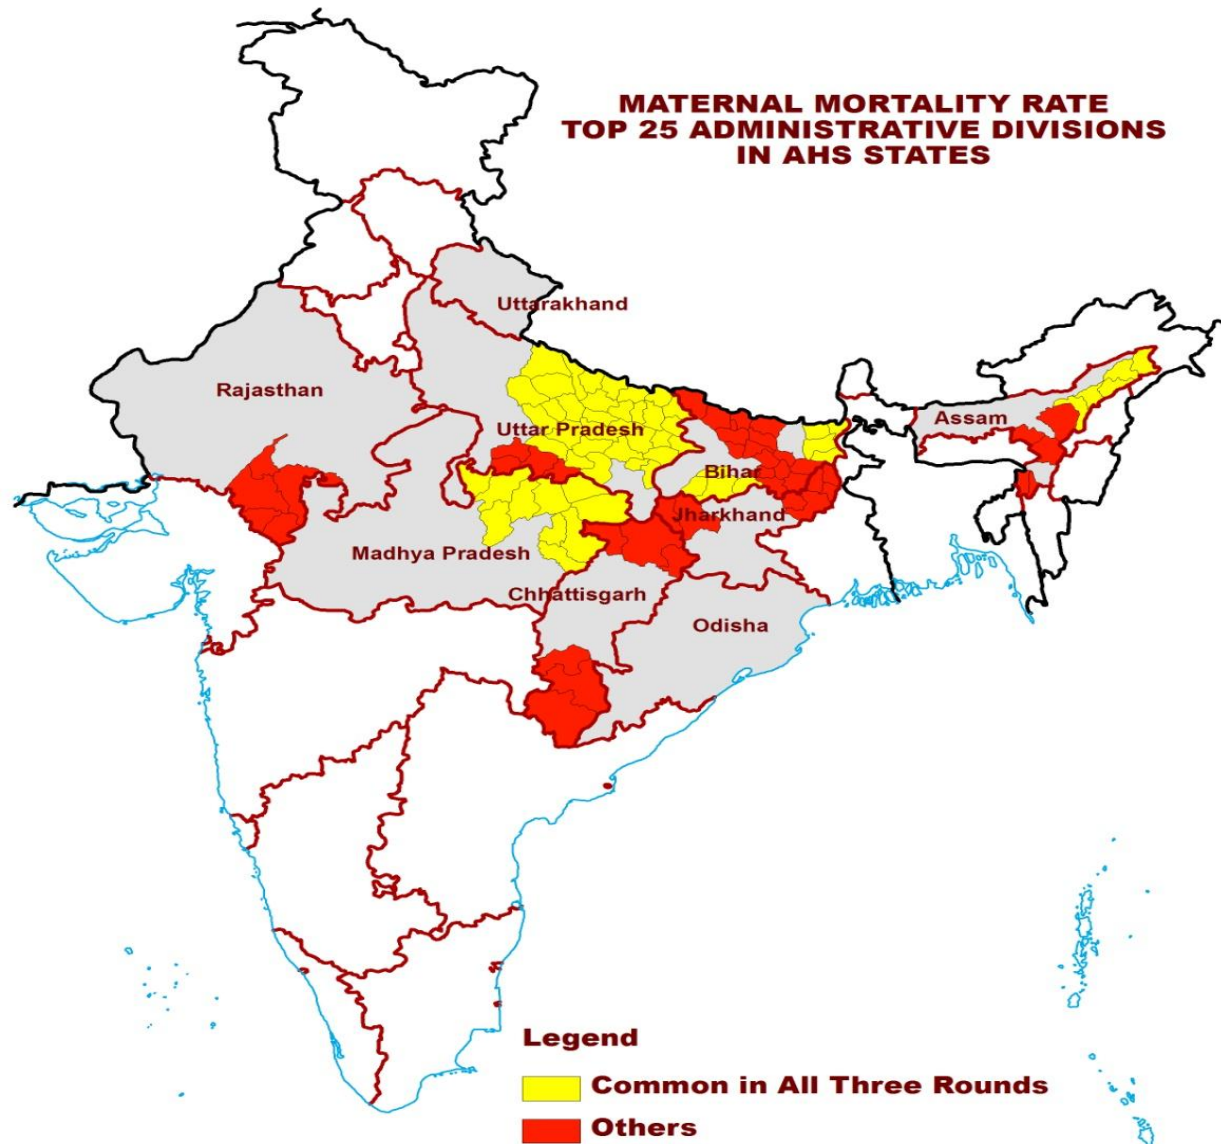 MATERNAL MORTALITY RATE
TOP 25 ADMINISTRATIVE DIVISIONS
IN AHS STATES
Uttarakhand
Rajasthan
Assam
Uttar Pradesh
Bihar
Jharkhand
Madhya Pradesh
Chhattisgarh
Odisha
Legend
Common in All Three Rounds
Others